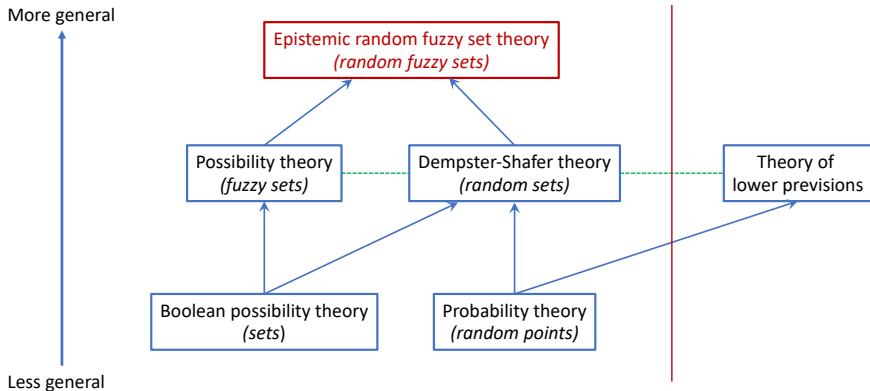 More general
Epistemic random fuzzy set theory
(random fuzzy sets)
Possibility theory
(fuzzy sets)
Dempster-Shafer theory
(random sets)
Theory of
lower previsions
Boolean possibility theory
(sets)
Probability theory
(random points)
Less general